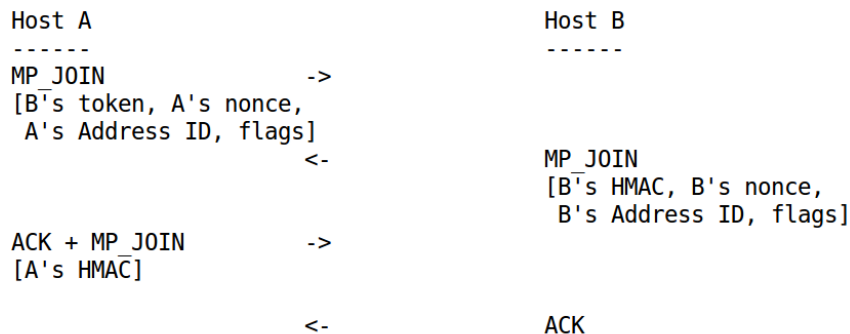 Host A                                  Host B
------                                  ------
MP_JOIN               ->
[B's token, A's nonce,
 A's Address ID, flags]
                      <-                MP_JOIN
                                        [B's HMAC, B's nonce,
                                         B's Address ID, flags]
ACK + MP_JOIN         ->
[A's HMAC]
                      <-                ACK